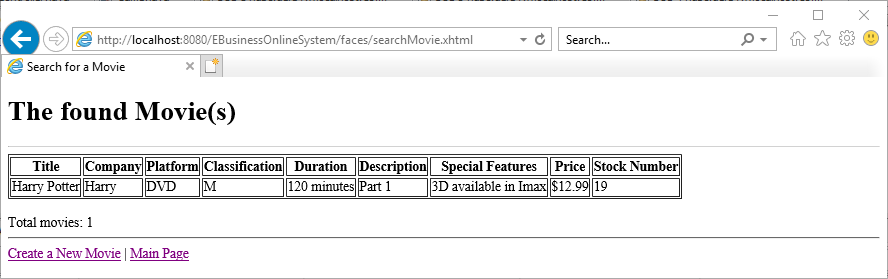 http://localhost:8080/EBusinessOnlineSystem/faces/searchMovie.xhtml
Search...
Search for a Movie
The found Movie(s)
Title Company Platform Classification Duration Description Special Features Price Stock Number
Harry Potter Harry DVD M 120 minutes Part 1 3D available in Imax $12.99 19
Total movies: 1
Create a New Movie | Main Page